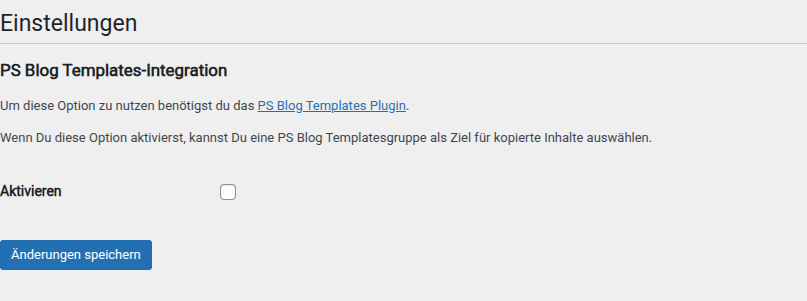 Einstellungen
PS Blog Templates-Integration
Um diese Option zu nutzen benötigst du das PS Blog Templates Plugin.
Wenn Du diese Option aktivierst, kannst Du eine PS Blog Templatesgruppe als Ziel für kopierte Inhalte auswählen.
Aktivieren
Änderungen speichern